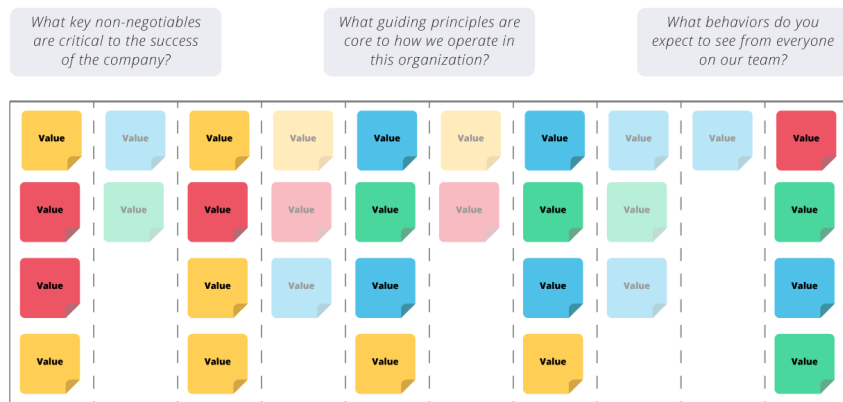 What key non-negotiables
are critical to the success
of the company?
What guiding principles are
core to how we operate in
this organization?
What behaviors do you
expect to see from everyone
on our team?
Value Value Value Value Value Value Value Value Value Value
Value Value Value Value Value Value Value Value Value
Value Value Value Value Value Value Value
Value Value Value Value Value